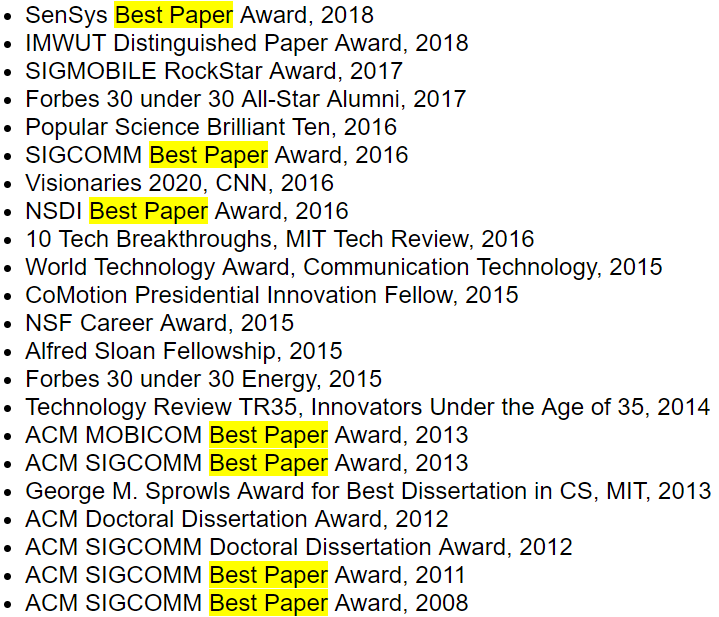 SenSys Best Paper Award, 2018
IMWUT Distinguished Paper Award, 2018
SIGMOBILE RockStar Award, 2017
Forbes 30 under 30 All-Star Alumni, 2017
Popular Science Brilliant Ten, 2016
SIGCOMM Best Paper Award, 2016
Visionaries 2020, CNN, 2016
NSDI Best Paper Award, 2016
10 Tech Breakthroughs, MIT Tech Review, 2016
World Technology Award, Communication Technology, 2015
CoMotion Presidential Innovation Fellow, 2015
NSF Career Award, 2015
Alfred Sloan Fellowship, 2015
Forbes 30 under 30 Energy, 2015
Technology Review TR35, Innovators Under the Age of 35, 2014
ACM MOBICOM Best Paper Award, 2013
ACM SIGCOMM Best Paper Award, 2013
George M. Sprowls Award for Best Dissertation in CS, MIT, 2013
ACM Doctoral Dissertation Award, 2012
ACM SIGCOMM Doctoral Dissertation Award, 2012
ACM SIGCOMM Best Paper Award, 2011
ACM SIGCOMM Best Paper Award, 2008